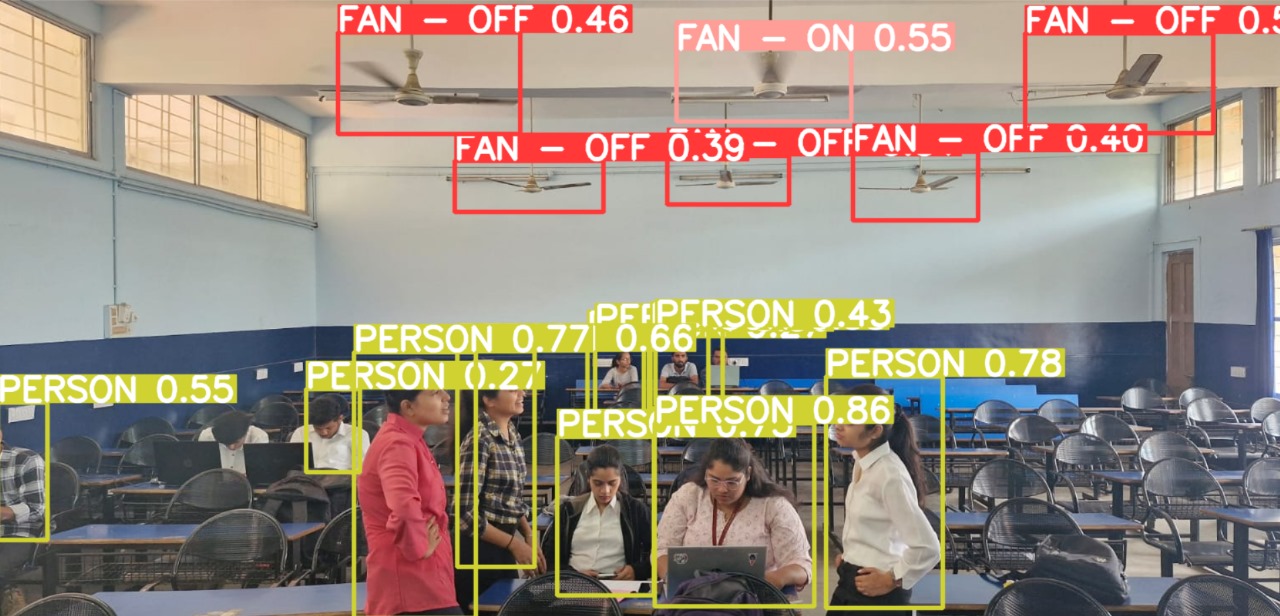 FAN - OFF 0.46
FAN - ON 0.55
FAN - OFF 0.5
FAN - OFF 0.39
- OFF
FAN - OFF 0.40
PERSON 0.43
PERSON 0.77
0.66
PERSON 0.78
PERSON 0.27
PERSON 0.55
PERSON 0.86